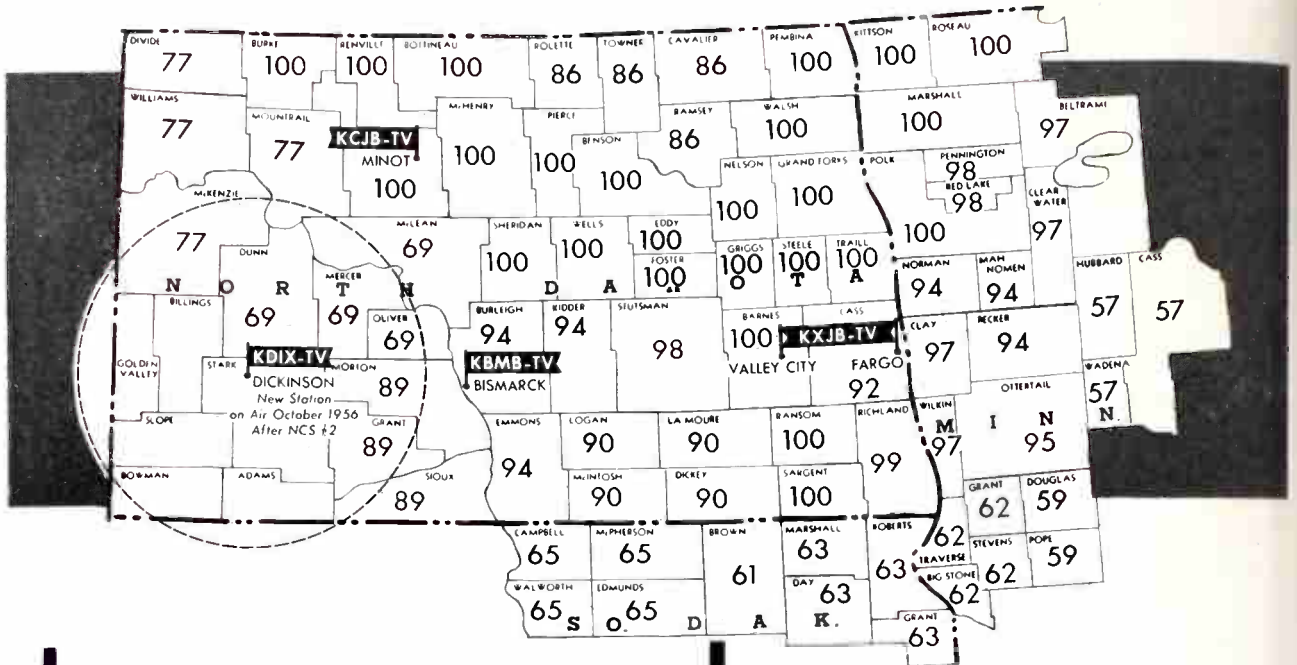 DIVIDE
77
BURKE
100
RENVILLE
100
BOTTINEAU
100
ROLETTE
86
TOWNER
86
CAVALIER
86
PEMBINA
100
KITTSON
100
ROSEAU
100
WILLIAMS
77
MOUNTRAIL
77
KCJB-TV
MINOT
100
McHENRY
100
PIERCE
100
BENSON
100
RAMSEY
86
WALSH
100
MARSHALL
100
BELTRAMI
97
NELSON
100
GRAND FORKS
100
POLK
100
PENNINGTON
98
RED LAKE
98
CLEAR
WATER
97
McKENZIE
77
DUNN
69
McLEAN
69
MERCER
69
OLIVER
69
SHERIDAN
100
WELLS
100
EDDY
100
FOSTER
100
GRIGGS
100
STEELE
100
TRAILL
100
NORMAN
94
MAH
NOMEN
94
HUBBARD
57
CASS
57
N O R T H D A K O T A
BILLINGS
GOLDEN
VALLEY
STARK
KDIX-TV
DICKINSON
New Station
on Air October 1956
After NCS #2
MORTON
89
BURLEIGH
94
KBMB-TV
BISMARCK
KIDDER
94
STUTSMAN
98
BARNES
100
CASS
KXJB-TV
VALLEY CITY
FARGO
92
CLAY
97
BECKER
94
WADENA
57
OTTERTAIL
95
M I N N.
SLOPE
BOWMAN
ADAMS
GRANT
89
SIOUX
89
EMMONS
94
LOGAN
90
LA MOURE
90
RANSOM
100
RICHLAND
99
WILKIN
97
McINTOSH
90
DICKEY
90
SARGENT
100
GRANT
62
DOUGLAS
59
CAMPBELL
65
McPHERSON
65
BROWN
61
MARSHALL
63
ROBERTS
63
62
TRAVERSE
STEVENS
62
POPE
59
WALWORTH
65
EDMUNDS
65
DAY
63
BIG STONE
62
GRANT
63
S O. D A K.